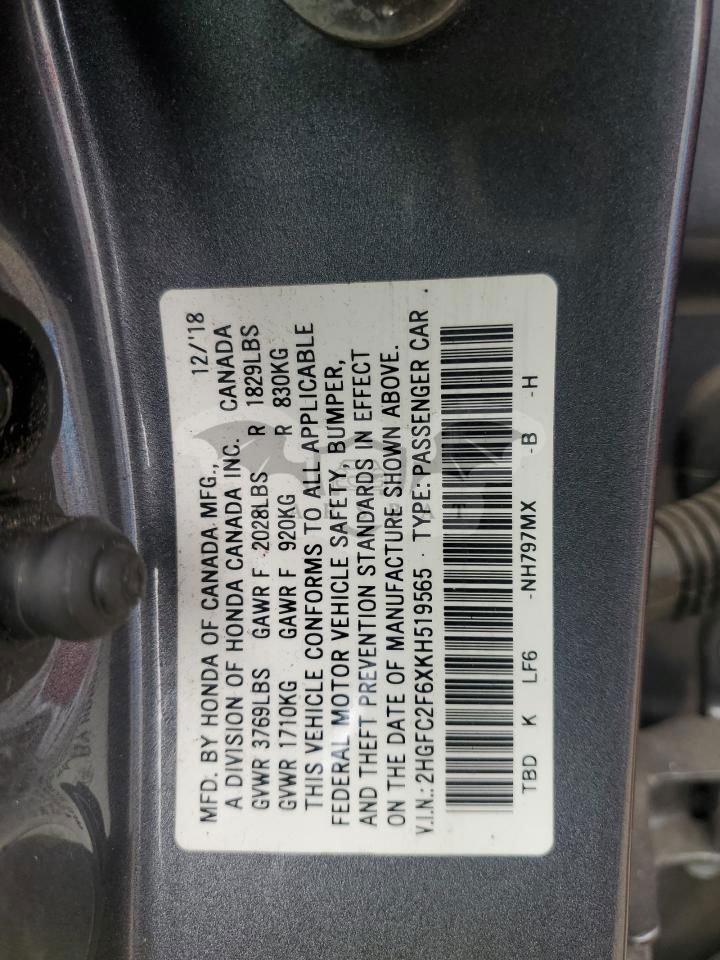 MFD. BY HONDA OF CANADA MFG., 12/'18
A DIVISION OF HONDA CANADA INC. CANADA
GVWR 3769LBS GAWR F 2028LBS R 1829LBS
GVWR 1710KG GAWR F 920KG R 830KG
THIS VEHICLE CONFORMS TO ALL APPLICABLE
FEDERAL MOTOR VEHICLE SAFETY, BUMPER,
AND THEFT PREVENTION STANDARDS IN EFFECT
ON THE DATE OF MANUFACTURE SHOWN ABOVE.
V.I.N.: 2HGFC2F6XKH519565 · TYPE: PASSENGER CAR
TBD K LF6 -NH797MX -B -H